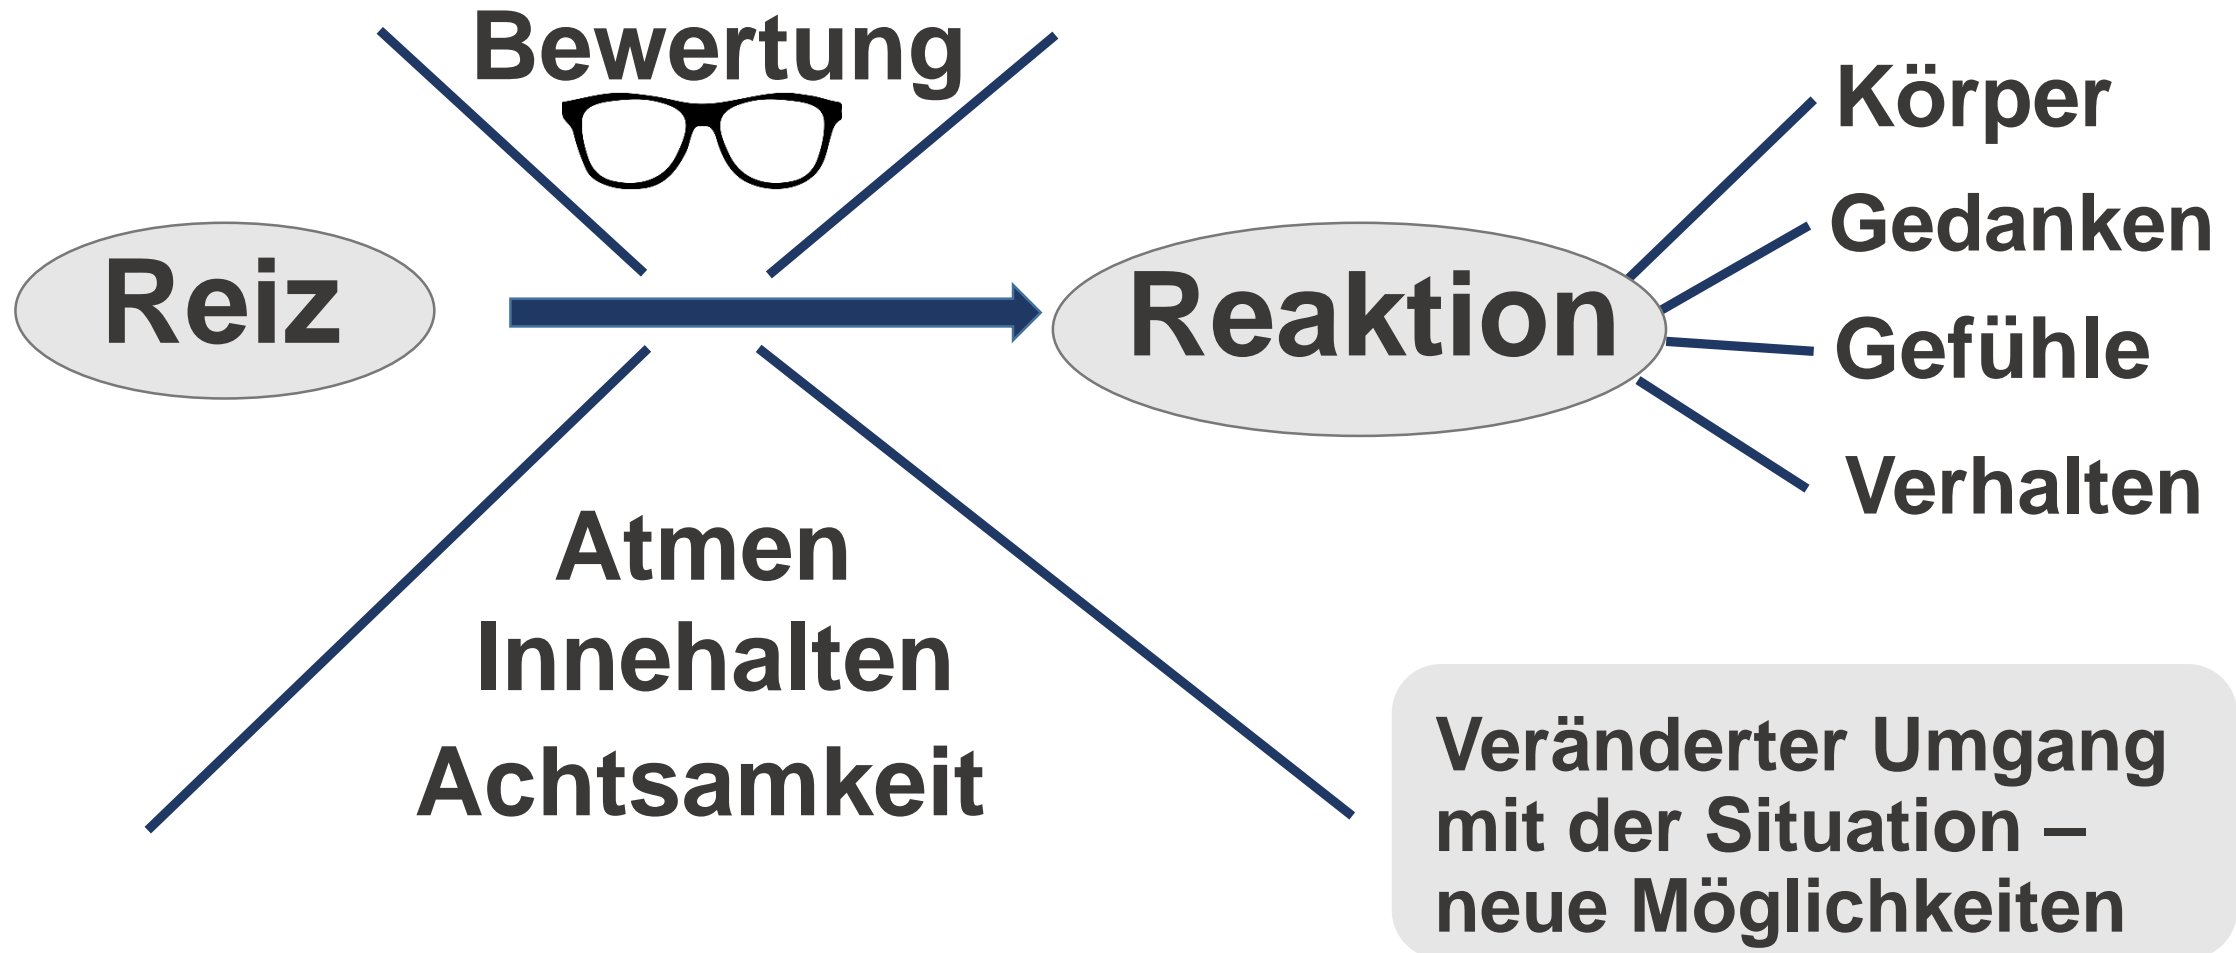 Bewertung
Reiz
Reaktion
Körper
Gedanken
Gefühle
Verhalten
Atmen
Innehalten
Achtsamkeit
Veränderter Umgang
mit der Situation –
neue Möglichkeiten